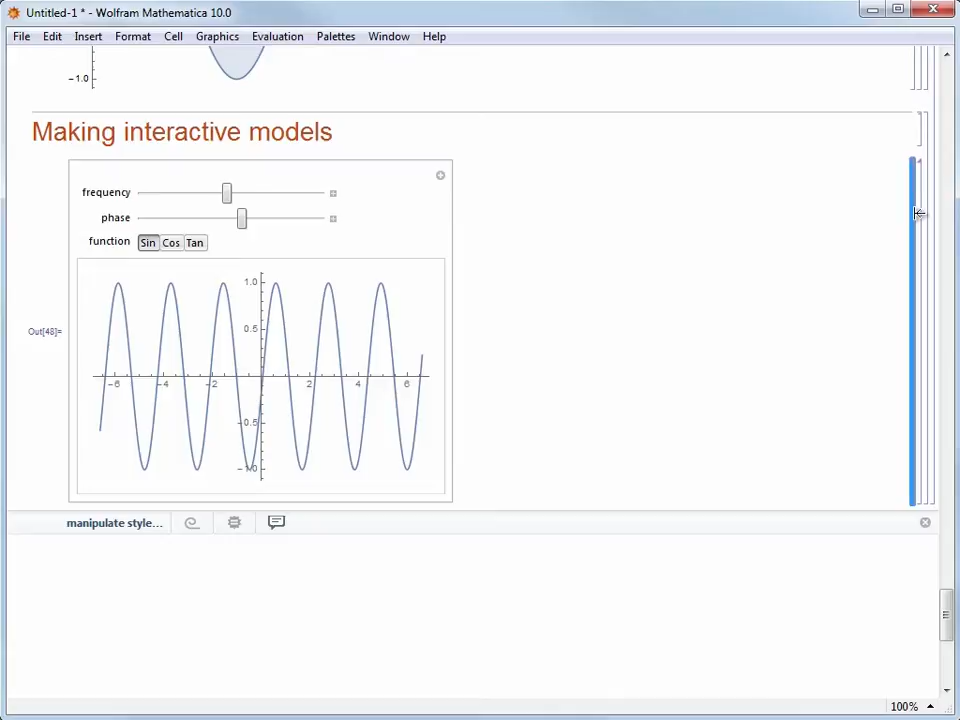 Untitled-1 * - Wolfram Mathematica 10.0
File Edit Insert Format Cell Graphics Evaluation Palettes Window Help
-1.0
Making interactive models
frequency
phase
function Sin Cos Tan
1.0
0.5
Out[48]=
-6 -4 -2 2 4 6
-0.5
-1.0
manipulate style...
100%